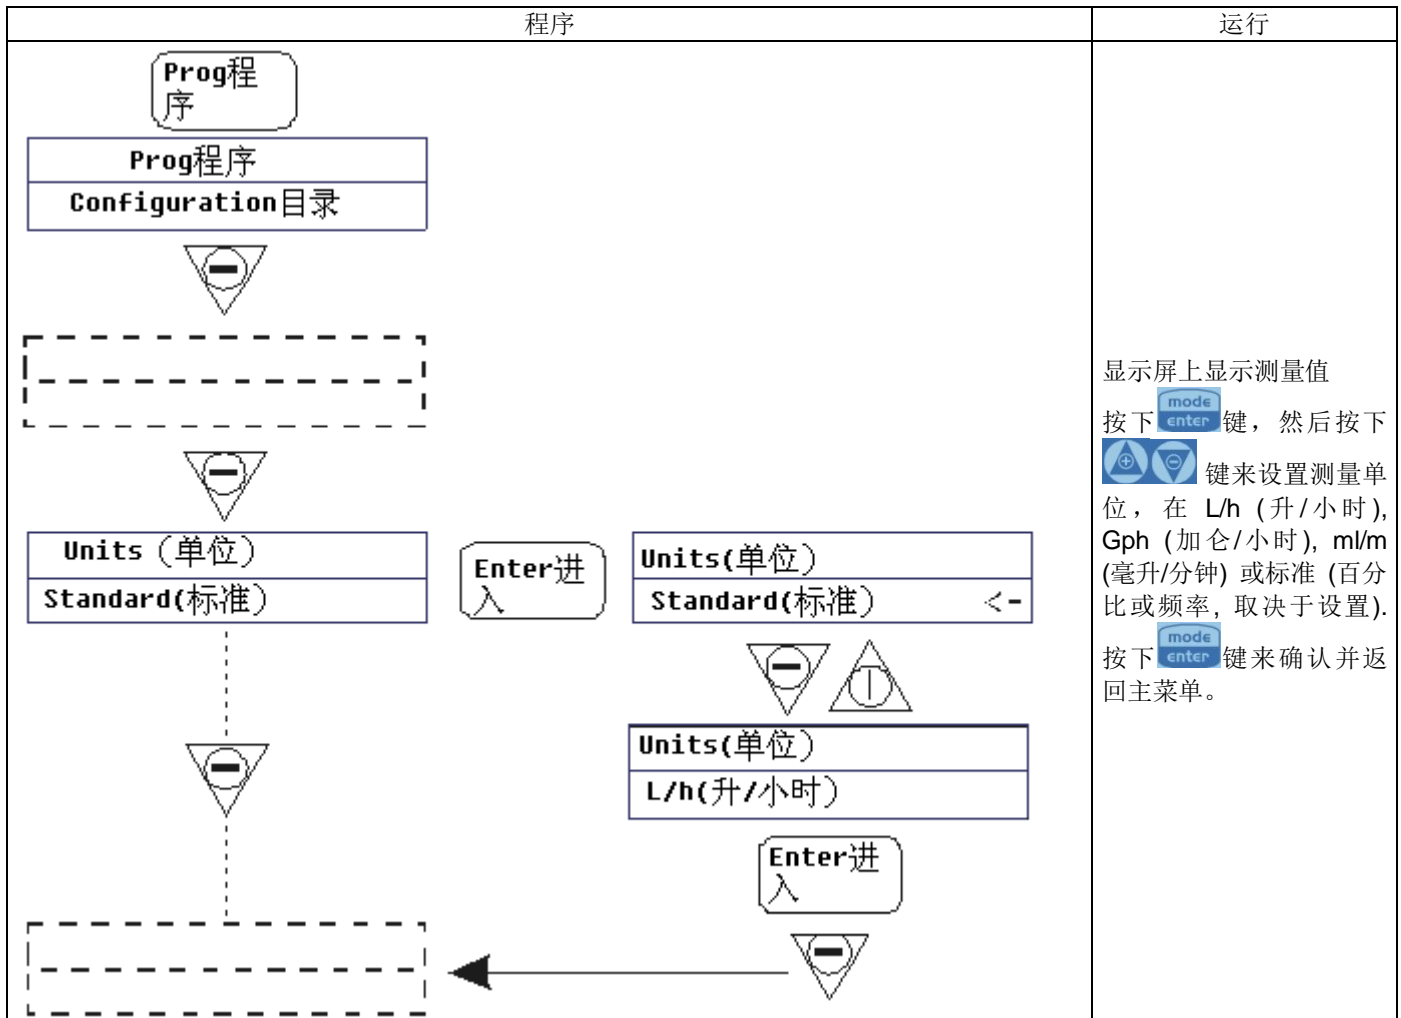 程序
运行
Prog程
序
Prog程序
Configuration目录
Units（单位）
Standard(标准）
Enter进
入
Units(单位）
Standard(标准） <-
Units(单位）
L/h(升/小时）
Enter进
入
显示屏上显示测量值
按下 mode enter 键，然后按下
键来设置测量单
位，在 L/h (升/小时),
Gph (加仑/小时), ml/m
(毫升/分钟) 或标准 (百分
比或频率, 取决于设置).
按下 mode enter 键来确认并返
回主菜单。